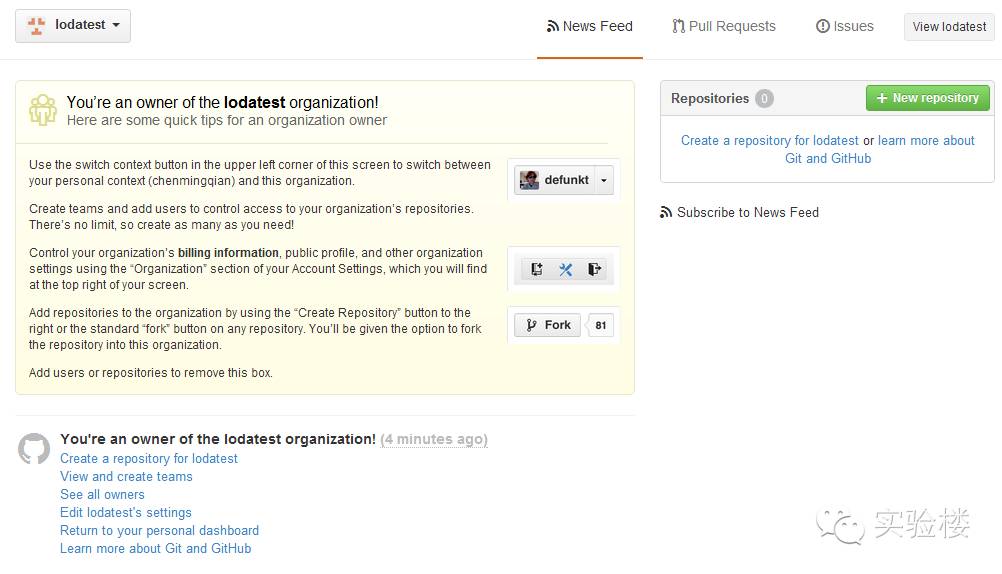 lodatest
News Feed
Pull Requests
Issues
View lodatest
You're an owner of the lodatest organization!
Here are some quick tips for an organization owner
Use the switch context button in the upper left corner of this screen to switch between
your personal context (chenmingqian) and this organization.
defunkt
Create teams and add users to control access to your organization's repositories.
There's no limit, so create as many as you need!
Control your organization's billing information, public profile, and other organization
settings using the “Organization” section of your Account Settings, which you will find
at the top right of your screen.
Add repositories to the organization by using the “Create Repository” button to the
right or the standard “fork” button on any repository. You'll be given the option to fork
the repository into this organization.
Fork 81
Add users or repositories to remove this box.
Repositories 0
New repository
Create a repository for lodatest or learn more about
Git and GitHub
Subscribe to News Feed
You're an owner of the lodatest organization! (4 minutes ago)
Create a repository for lodatest
View and create teams
See all owners
Edit lodatest's settings
Return to your personal dashboard
Learn more about Git and GitHub
实验楼